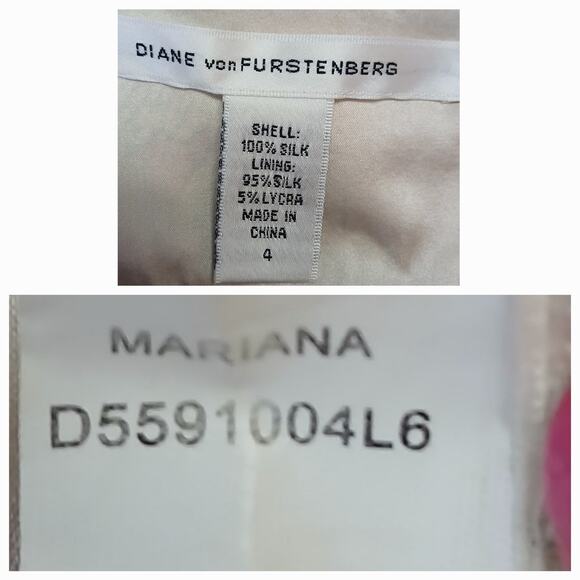 DIANE von FURSTENBERG
SHELL:
100% SILK
LINING:
95% SILK
5% LYCRA
MADE IN
CHINA
4
MARIANA
D5591004L6